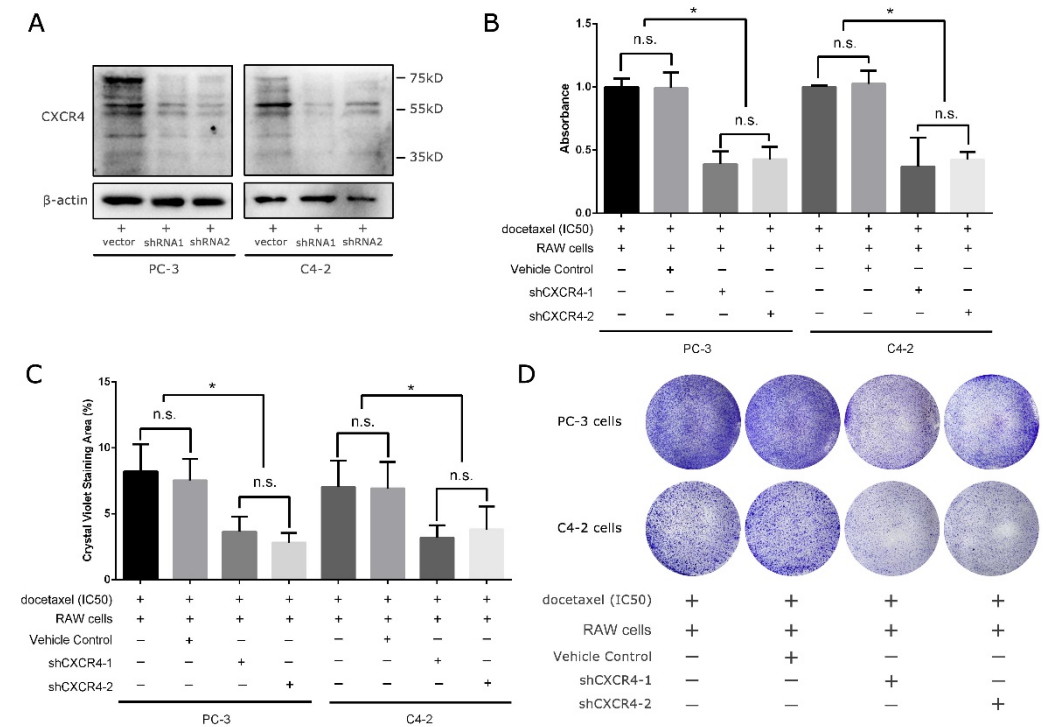 A
CXCR4
75kD
55kD
35kD
β-actin
+ + + + + +
vector shRNA1 shRNA2 vector shRNA1 shRNA2
PC-3 C4-2
B
Absorbance
1.5
1.0
0.5
0.0
* *
n.s. n.s.
n.s. n.s.
docetaxel (IC50) + + + + + + + +
RAW cells + + + + + + + +
Vehicle Control – + – – – + – –
shCXCR4-1 – – + – – – + –
shCXCR4-2 – – – + – – – +
PC-3 C4-2
C
Crystal Violet Staining Area (%)
15
10
5
0
* *
n.s. n.s.
n.s. n.s.
docetaxel (IC50) + + + + + + + +
RAW cells + + + + + + + +
Vehicle Control – + – – – + – –
shCXCR4-1 – – + – – – + –
shCXCR4-2 – – – + – – – +
PC-3 C4-2
D
PC-3 cells
C4-2 cells
docetaxel (IC50) + + + +
RAW cells + + + +
Vehicle Control – + – –
shCXCR4-1 – – + –
shCXCR4-2 – – – +